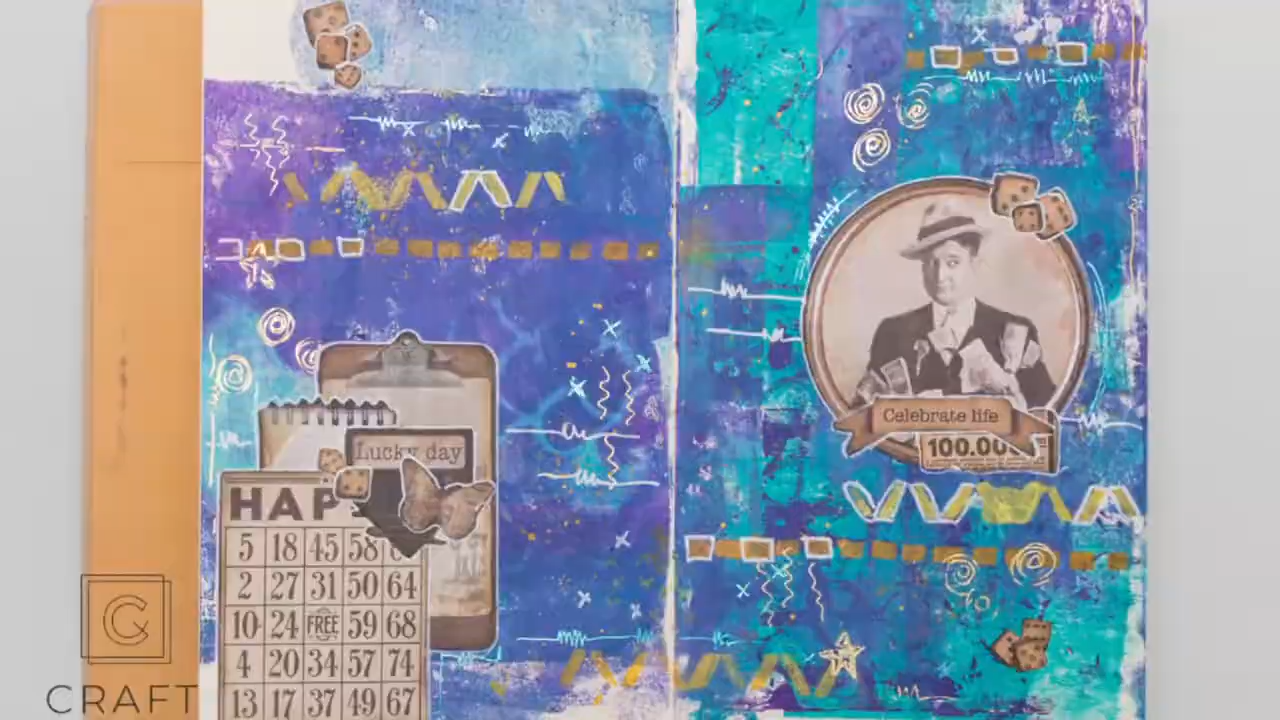 Lucky day
HAP
5 18 45 58
2 27 31 50 64
10 24 FREE 59 68
4 20 34 57 74
13 17 37 49 67
Celebrate life
100.00
C
CRAFT